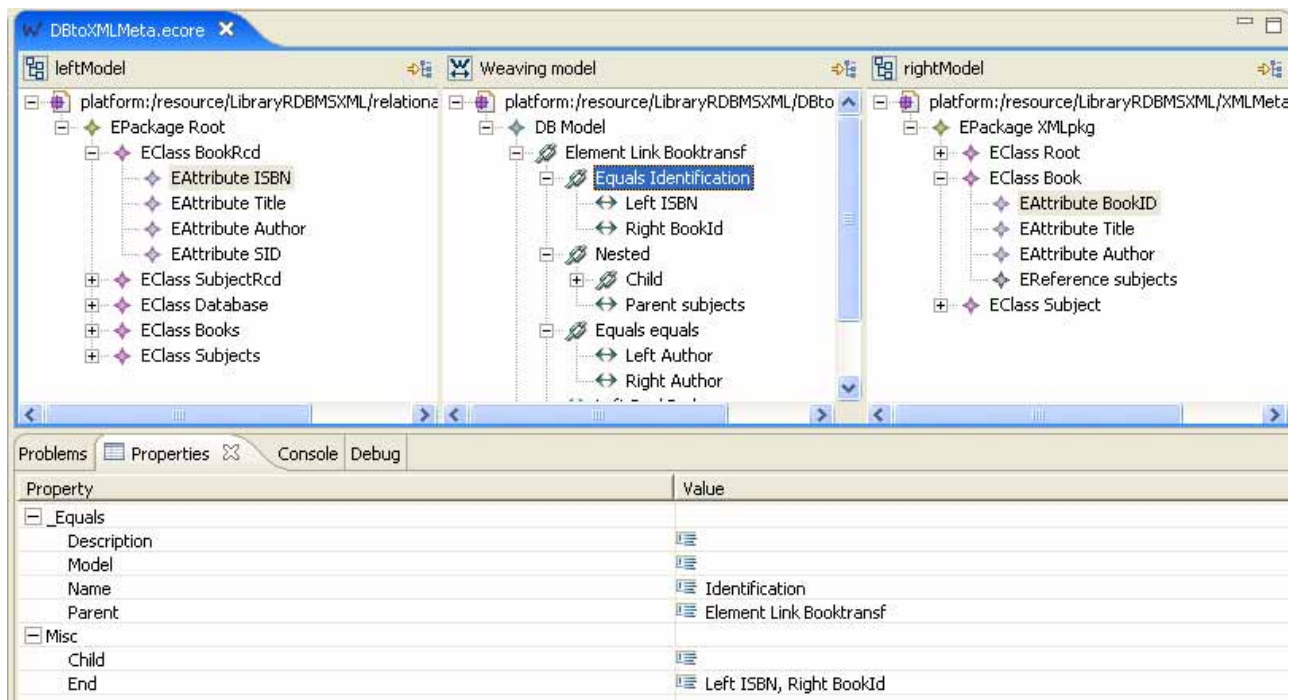 DBtoXMLMeta.ecore
leftModel
platform:/resource/LibraryRDBMSXML/relationa
EPackage Root
EClass BookRcd
EAttribute ISBN
EAttribute Title
EAttribute Author
EAttribute SID
EClass SubjectRcd
EClass Database
EClass Books
EClass Subjects
Weaving model
platform:/resource/LibraryRDBMSXML/DBto
DB Model
Element Link Booktransf
Equals Identification
Left ISBN
Right BookId
Nested
Child
Parent subjects
Equals equals
Left Author
Right Author
rightModel
platform:/resource/LibraryRDBMSXML/XMLMeta
EPackage XMLpkg
EClass Root
EClass Book
EAttribute BookID
EAttribute Title
EAttribute Author
EReference subjects
EClass Subject
Problems Properties Console Debug
Property Value
_Equals
Description
Model
Name Identification
Parent Element Link Booktransf
Misc
Child
End Left ISBN, Right BookId